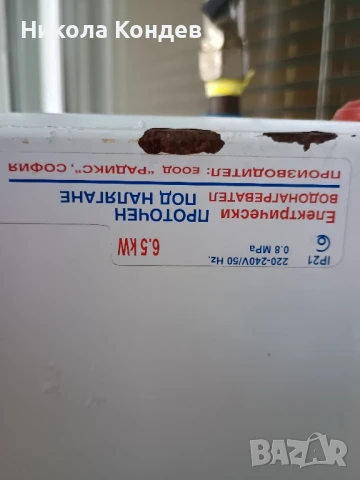 Никола Кондев
ПРОИЗВОДИТЕЛ: ЕООД "РАДИКС", СОФИЯ
Електрически ВОДОНАГРЕВАТЕЛ
ПРОТОЧЕН ПОД НАЛЯГАНЕ
6.5 kW
IP21
220-240V/50 Hz.
0.8 MPa
BAZAR